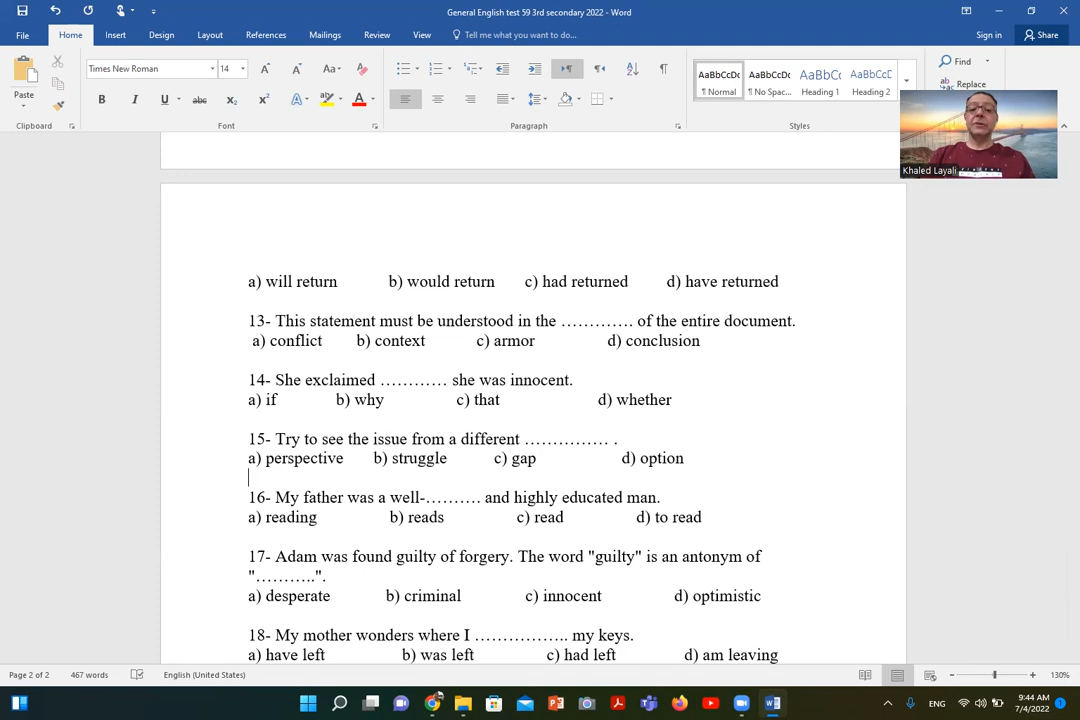 General English test 59 3rd secondary 2022 - Word
File Home Insert Design Layout References Mailings Review View Tell me what you want to do... Sign in Share
Paste
Times New Roman 14
Find
Replace
AaBbCcDc AaBbCcDc AaBbCc AaBbCcD
¶ Normal ¶ No Spac... Heading 1 Heading 2
Clipboard Font Paragraph Styles
Khaled Layali
a) will return b) would return c) had returned d) have returned
13- This statement must be understood in the …………. of the entire document.
a) conflict b) context c) armor d) conclusion
14- She exclaimed ………… she was innocent.
a) if b) why c) that d) whether
15- Try to see the issue from a different …………… .
a) perspective b) struggle c) gap d) option
16- My father was a well-………. and highly educated man.
a) reading b) reads c) read d) to read
17- Adam was found guilty of forgery. The word "guilty" is an antonym of
"………..".
a) desperate b) criminal c) innocent d) optimistic
18- My mother wonders where I …………….. my keys.
a) have left b) was left c) had left d) am leaving
Page 2 of 2 467 words English (United States) 130%
ENG 9:44 AM
7/4/2022